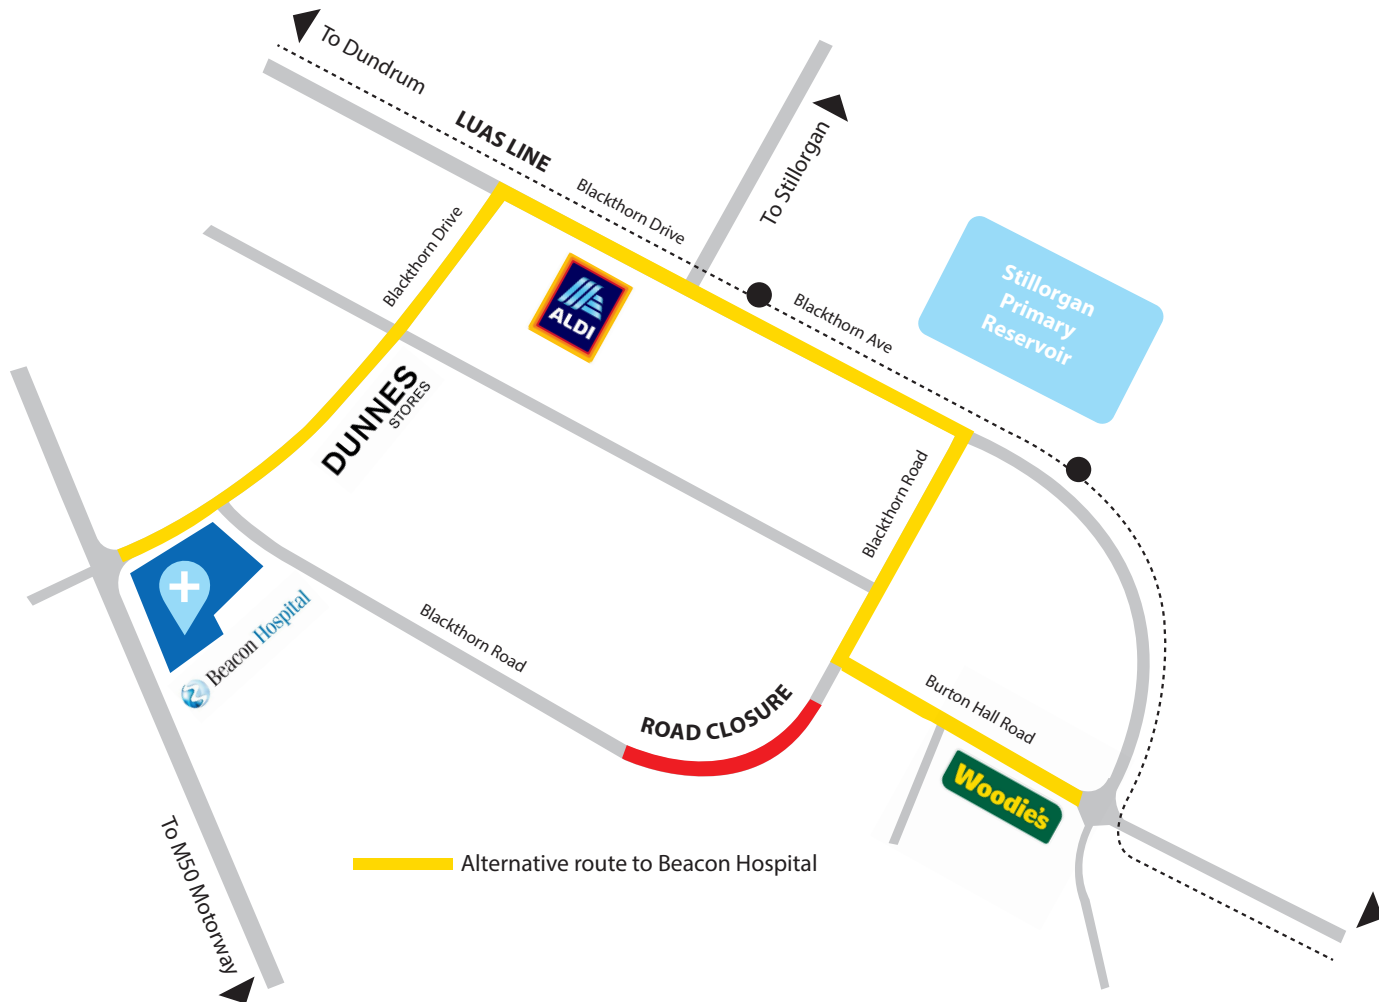 To Dundrum
LUAS LINE
Blackthorn Drive
To Stillorgan
Blackthorn Drive
Stillorgan
Primary
Reservoir
ALDI
Blackthorn Ave
DUNNES
STORES
Blackthorn Road
Beacon Hospital
Blackthorn Road
ROAD CLOSURE
Burton Hall Road
Woodie's
To M50 Motorway
Alternative route to Beacon Hospital